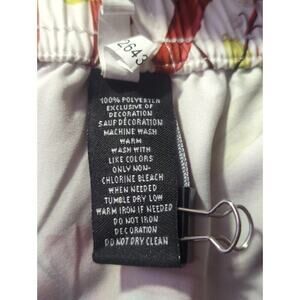 2643
100% POLYESTER
EXCLUSIVE OF
DECORATION
SAUF DÉCORATION
MACHINE WASH
WARM
WASH WITH
LIKE COLORS
ONLY NON-
CHLORINE BLEACH
WHEN NEEDED
TUMBLE DRY LOW
WARM IRON IF NEEDED
DO NOT IRON
DECORATION
DO NOT DRY CLEAN